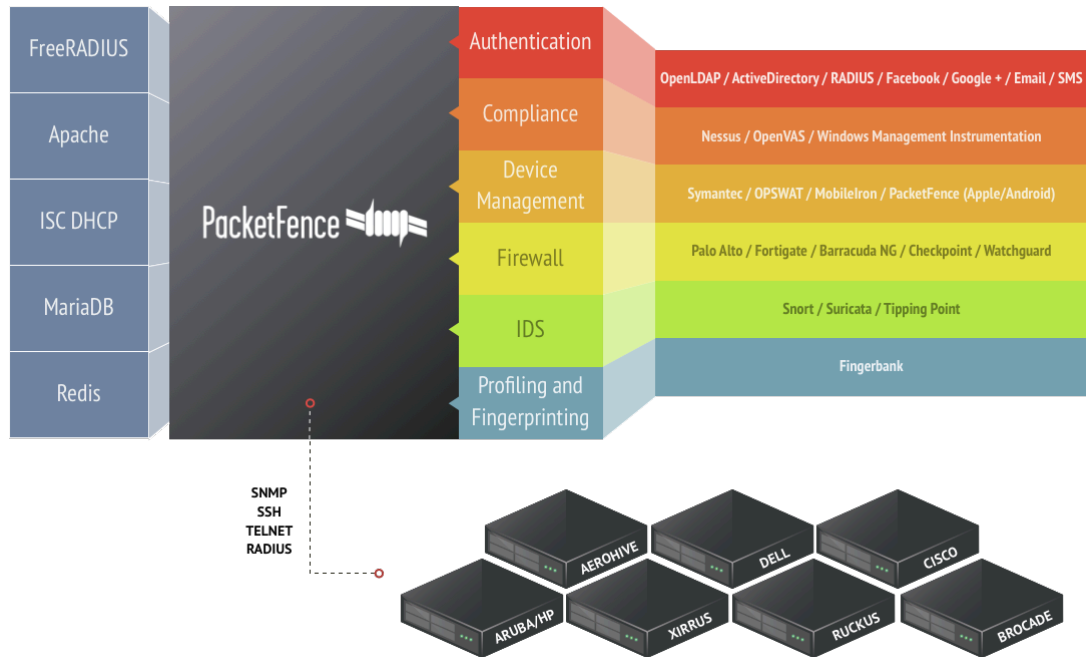 FreeRADIUS
Apache
ISC DHCP
MariaDB
Redis
PacketFence
Authentication
Compliance
Device
Management
Firewall
IDS
Profiling and
Fingerprinting
OpenLDAP / ActiveDirectory / RADIUS / Facebook / Google + / Email / SMS
Nessus / OpenVAS / Windows Management Instrumentation
Symantec / OPSWAT / MobileIron / PacketFence (Apple/Android)
Palo Alto / Fortigate / Barracuda NG / Checkpoint / Watchguard
Snort / Suricata / Tipping Point
Fingerbank
SNMP
SSH
TELNET
RADIUS
AEROHIVE
DELL
CISCO
ARUBA/HP
XIRRUS
RUCKUS
BROCADE